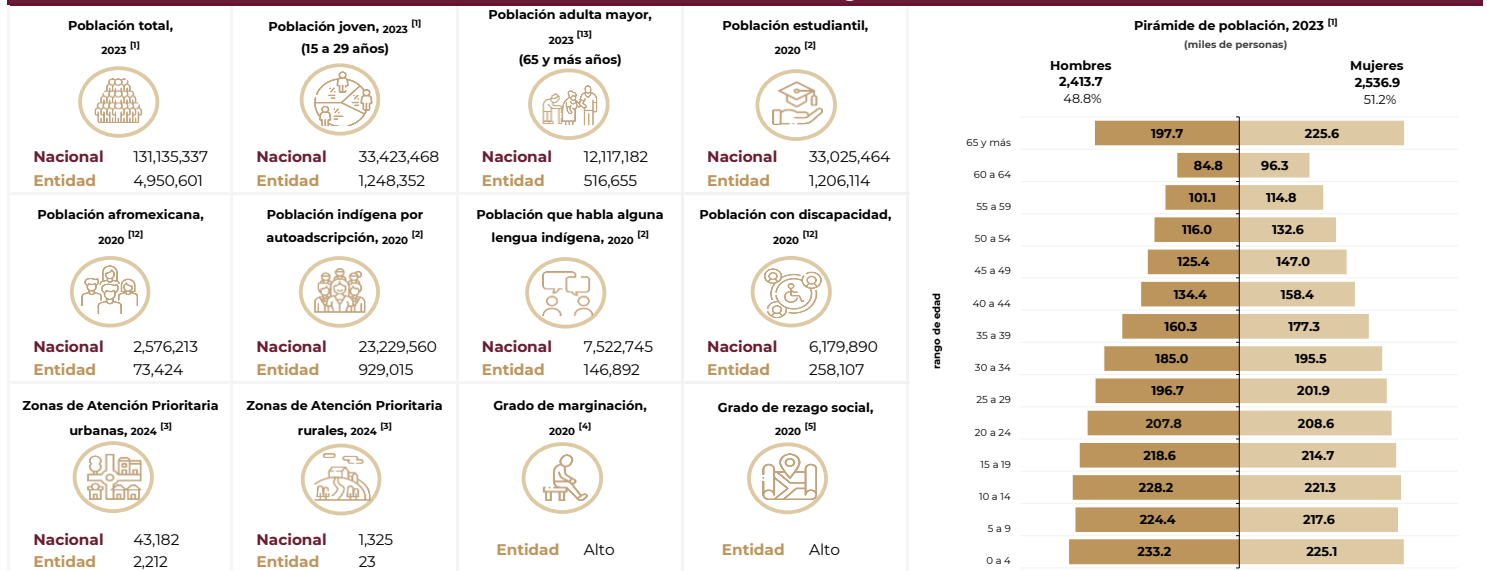 Población total,
2023 [1]
Nacional 131,135,337
Entidad 4,950,601
Población joven, 2023 [1]
(15 a 29 años)
Nacional 33,423,468
Entidad 1,248,352
Población adulta mayor,
2023 [13]
(65 y más años)
Nacional 12,117,182
Entidad 516,655
Población estudiantil,
2020 [2]
Nacional 33,025,464
Entidad 1,206,114
Población afromexicana,
2020 [12]
Nacional 2,576,213
Entidad 73,424
Población indígena por
autoadscripción, 2020 [2]
Nacional 23,229,560
Entidad 929,015
Población que habla alguna
lengua indígena, 2020 [2]
Nacional 7,522,745
Entidad 146,892
Población con discapacidad,
2020 [12]
Nacional 6,179,890
Entidad 258,107
Zonas de Atención Prioritaria
urbanas, 2024 [3]
Nacional 43,182
Entidad 2,212
Zonas de Atención Prioritaria
rurales, 2024 [3]
Nacional 1,325
Entidad 23
Grado de marginación,
2020 [4]
Entidad Alto
Grado de rezago social,
2020 [5]
Entidad Alto
Pirámide de población, 2023 [1]
(miles de personas)
Hombres Mujeres
2,413.7 2,536.9
48.8% 51.2%
rango de edad
65 y más 197.7 225.6
60 a 64 84.8 96.3
55 a 59 101.1 114.8
50 a 54 116.0 132.6
45 a 49 125.4 147.0
40 a 44 134.4 158.4
35 a 39 160.3 177.3
30 a 34 185.0 195.5
25 a 29 196.7 201.9
20 a 24 207.8 208.6
15 a 19 218.6 214.7
10 a 14 228.2 221.3
5 a 9 224.4 217.6
0 a 4 233.2 225.1